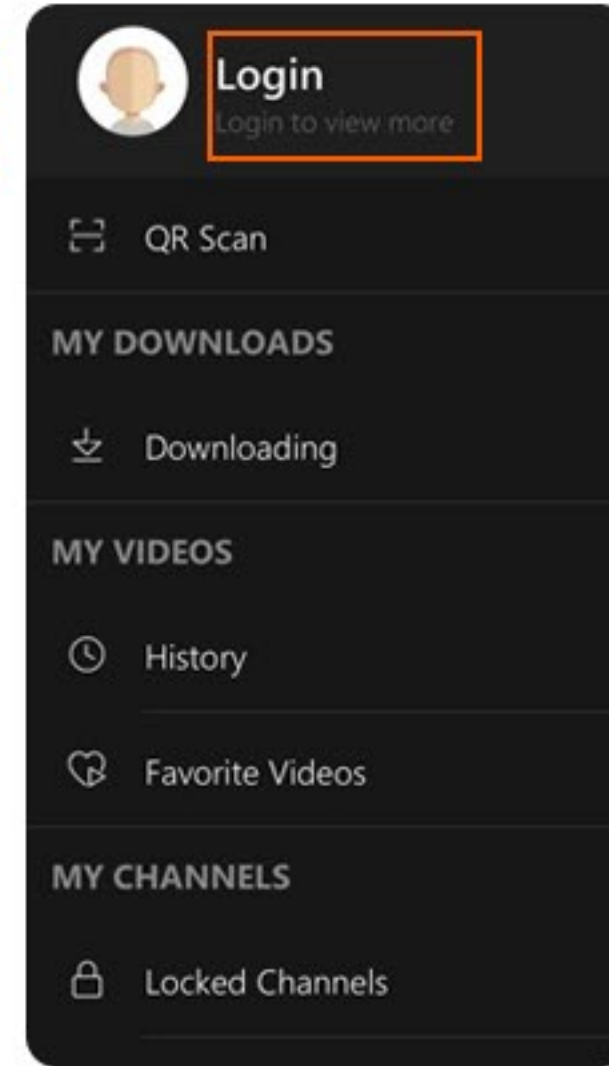 Login
Login to view more
QR Scan
MY DOWNLOADS
Downloading
MY VIDEOS
History
Favorite Videos
MY CHANNELS
Locked Channels